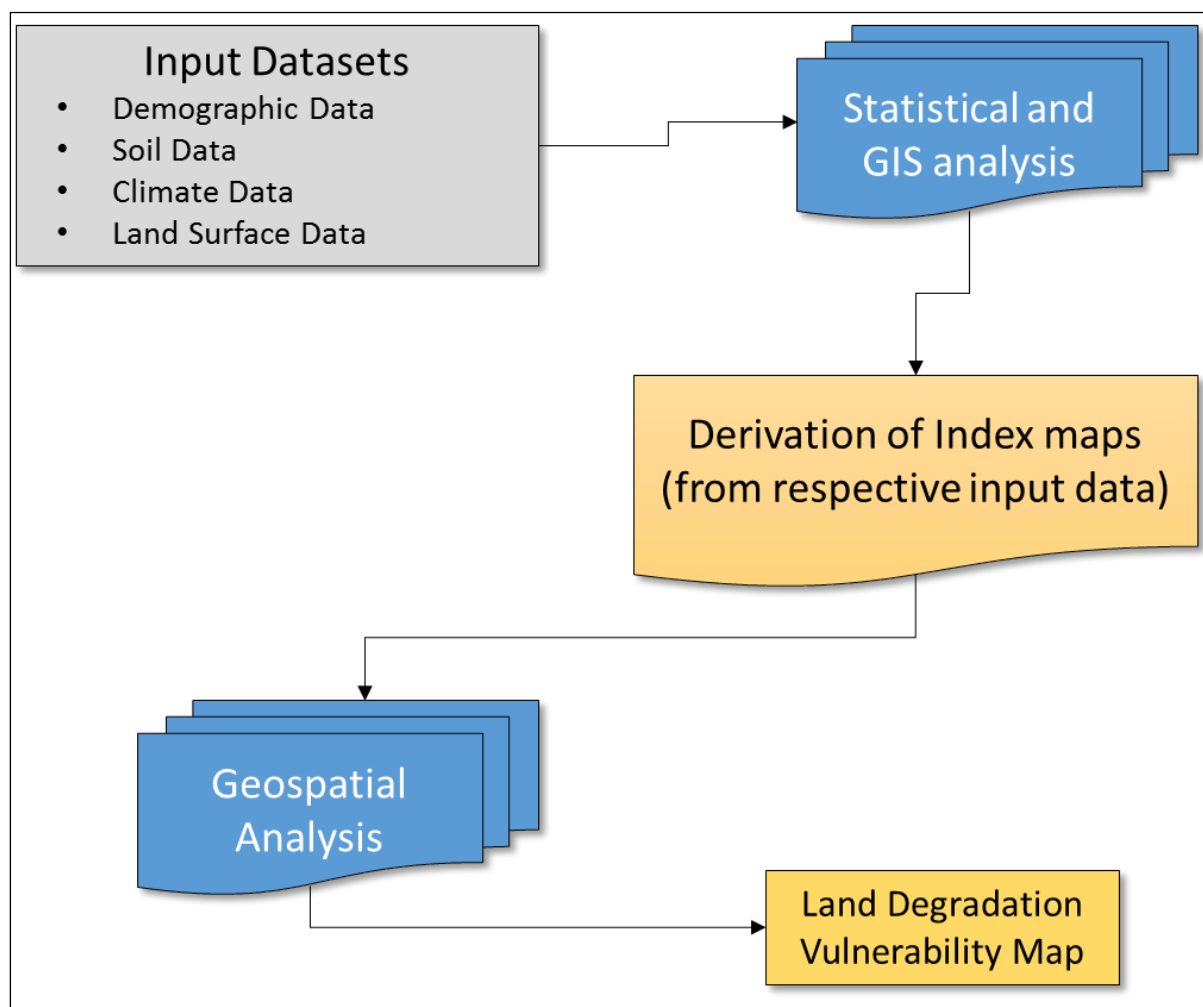 Input Datasets
• Demographic Data
• Soil Data
• Climate Data
• Land Surface Data
Statistical and
GIS analysis
Derivation of Index maps
(from respective input data)
Geospatial
Analysis
Land Degradation
Vulnerability Map